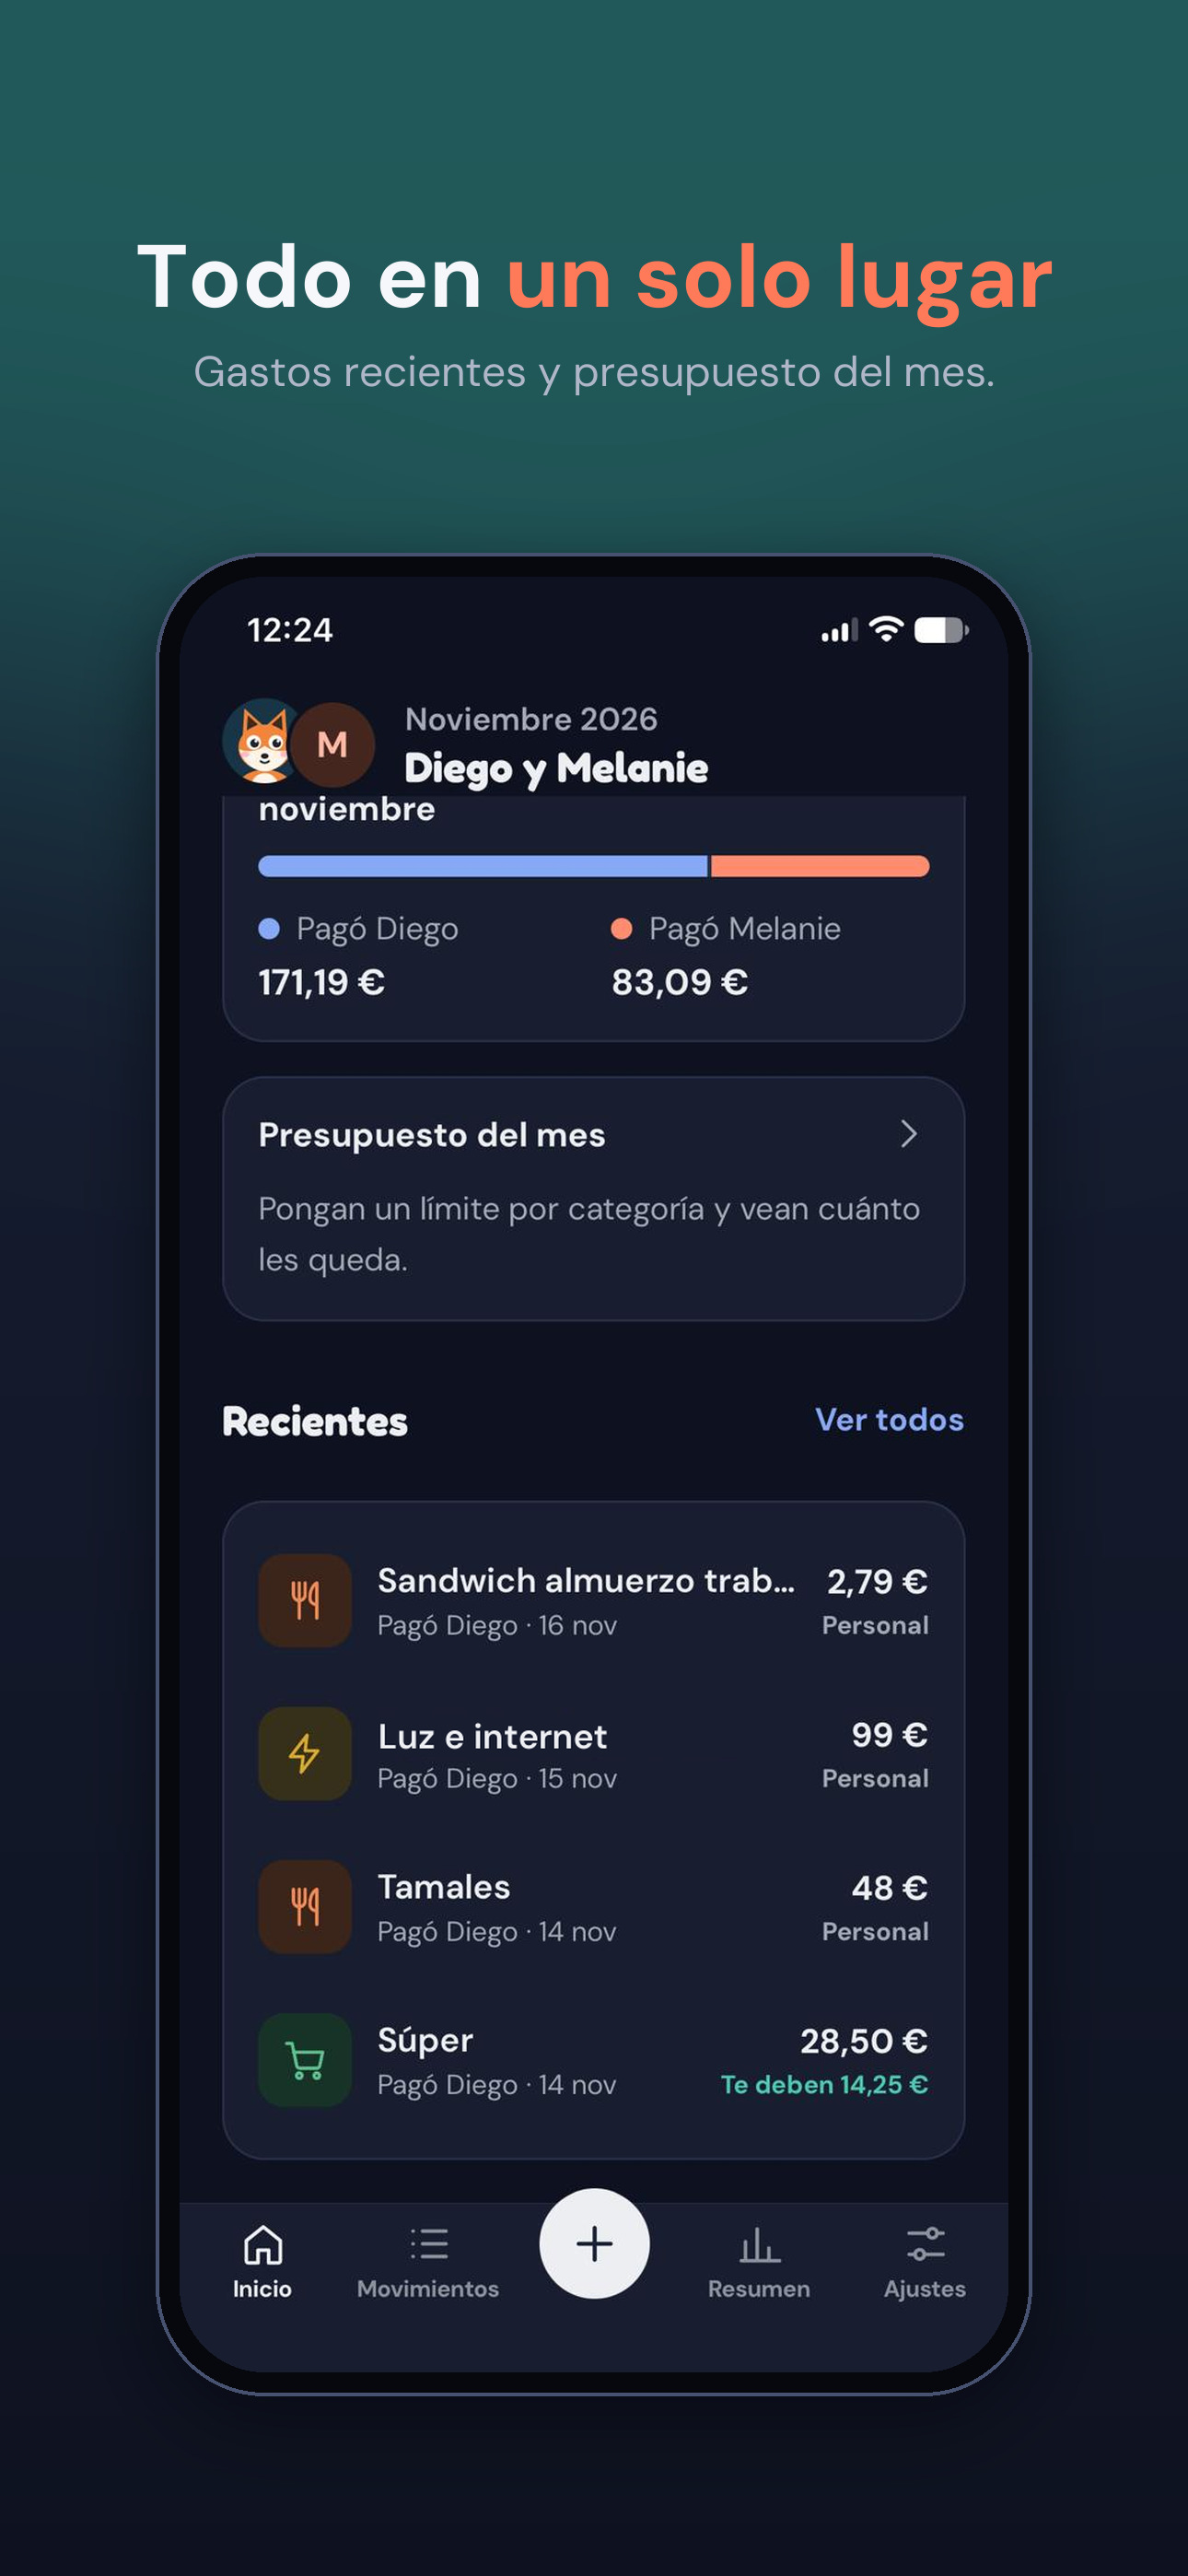 Todo en un solo lugar
Gastos recientes y presupuesto del mes.
12:24
M
Noviembre 2026
Diego y Melanie
noviembre
Pagó Diego
Pagó Melanie
171,19 €
83,09 €
Presupuesto del mes
Pongan un límite por categoría y vean cuánto
les queda.
Recientes
Ver todos
Sandwich almuerzo trab... 2,79 €
Pagó Diego · 16 nov Personal
Luz e internet 99 €
Pagó Diego · 15 nov Personal
Tamales 48 €
Pagó Diego · 14 nov Personal
Súper 28,50 €
Pagó Diego · 14 nov Te deben 14,25 €
Inicio Movimientos Resumen Ajustes